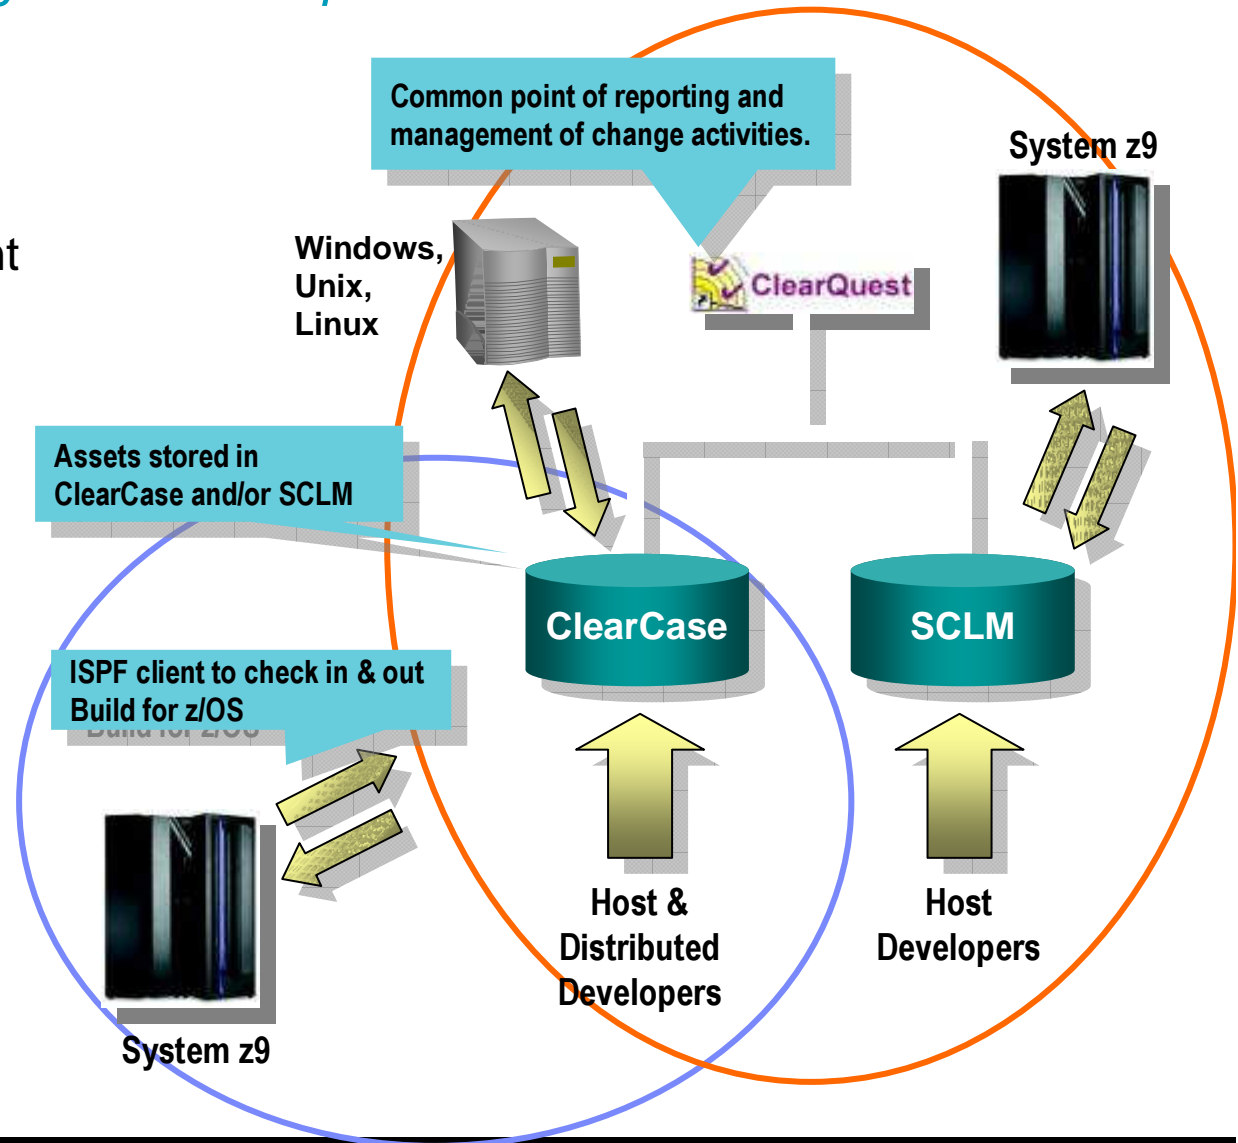 Common point of reporting and
management of change activities.
System z9
Windows,
Unix,
Linux
ClearQuest
Assets stored in
ClearCase and/or SCLM
ClearCase
SCLM
ISPF client to check in & out
Build for z/OS
Host &
Distributed
Developers
Host
Developers
System z9